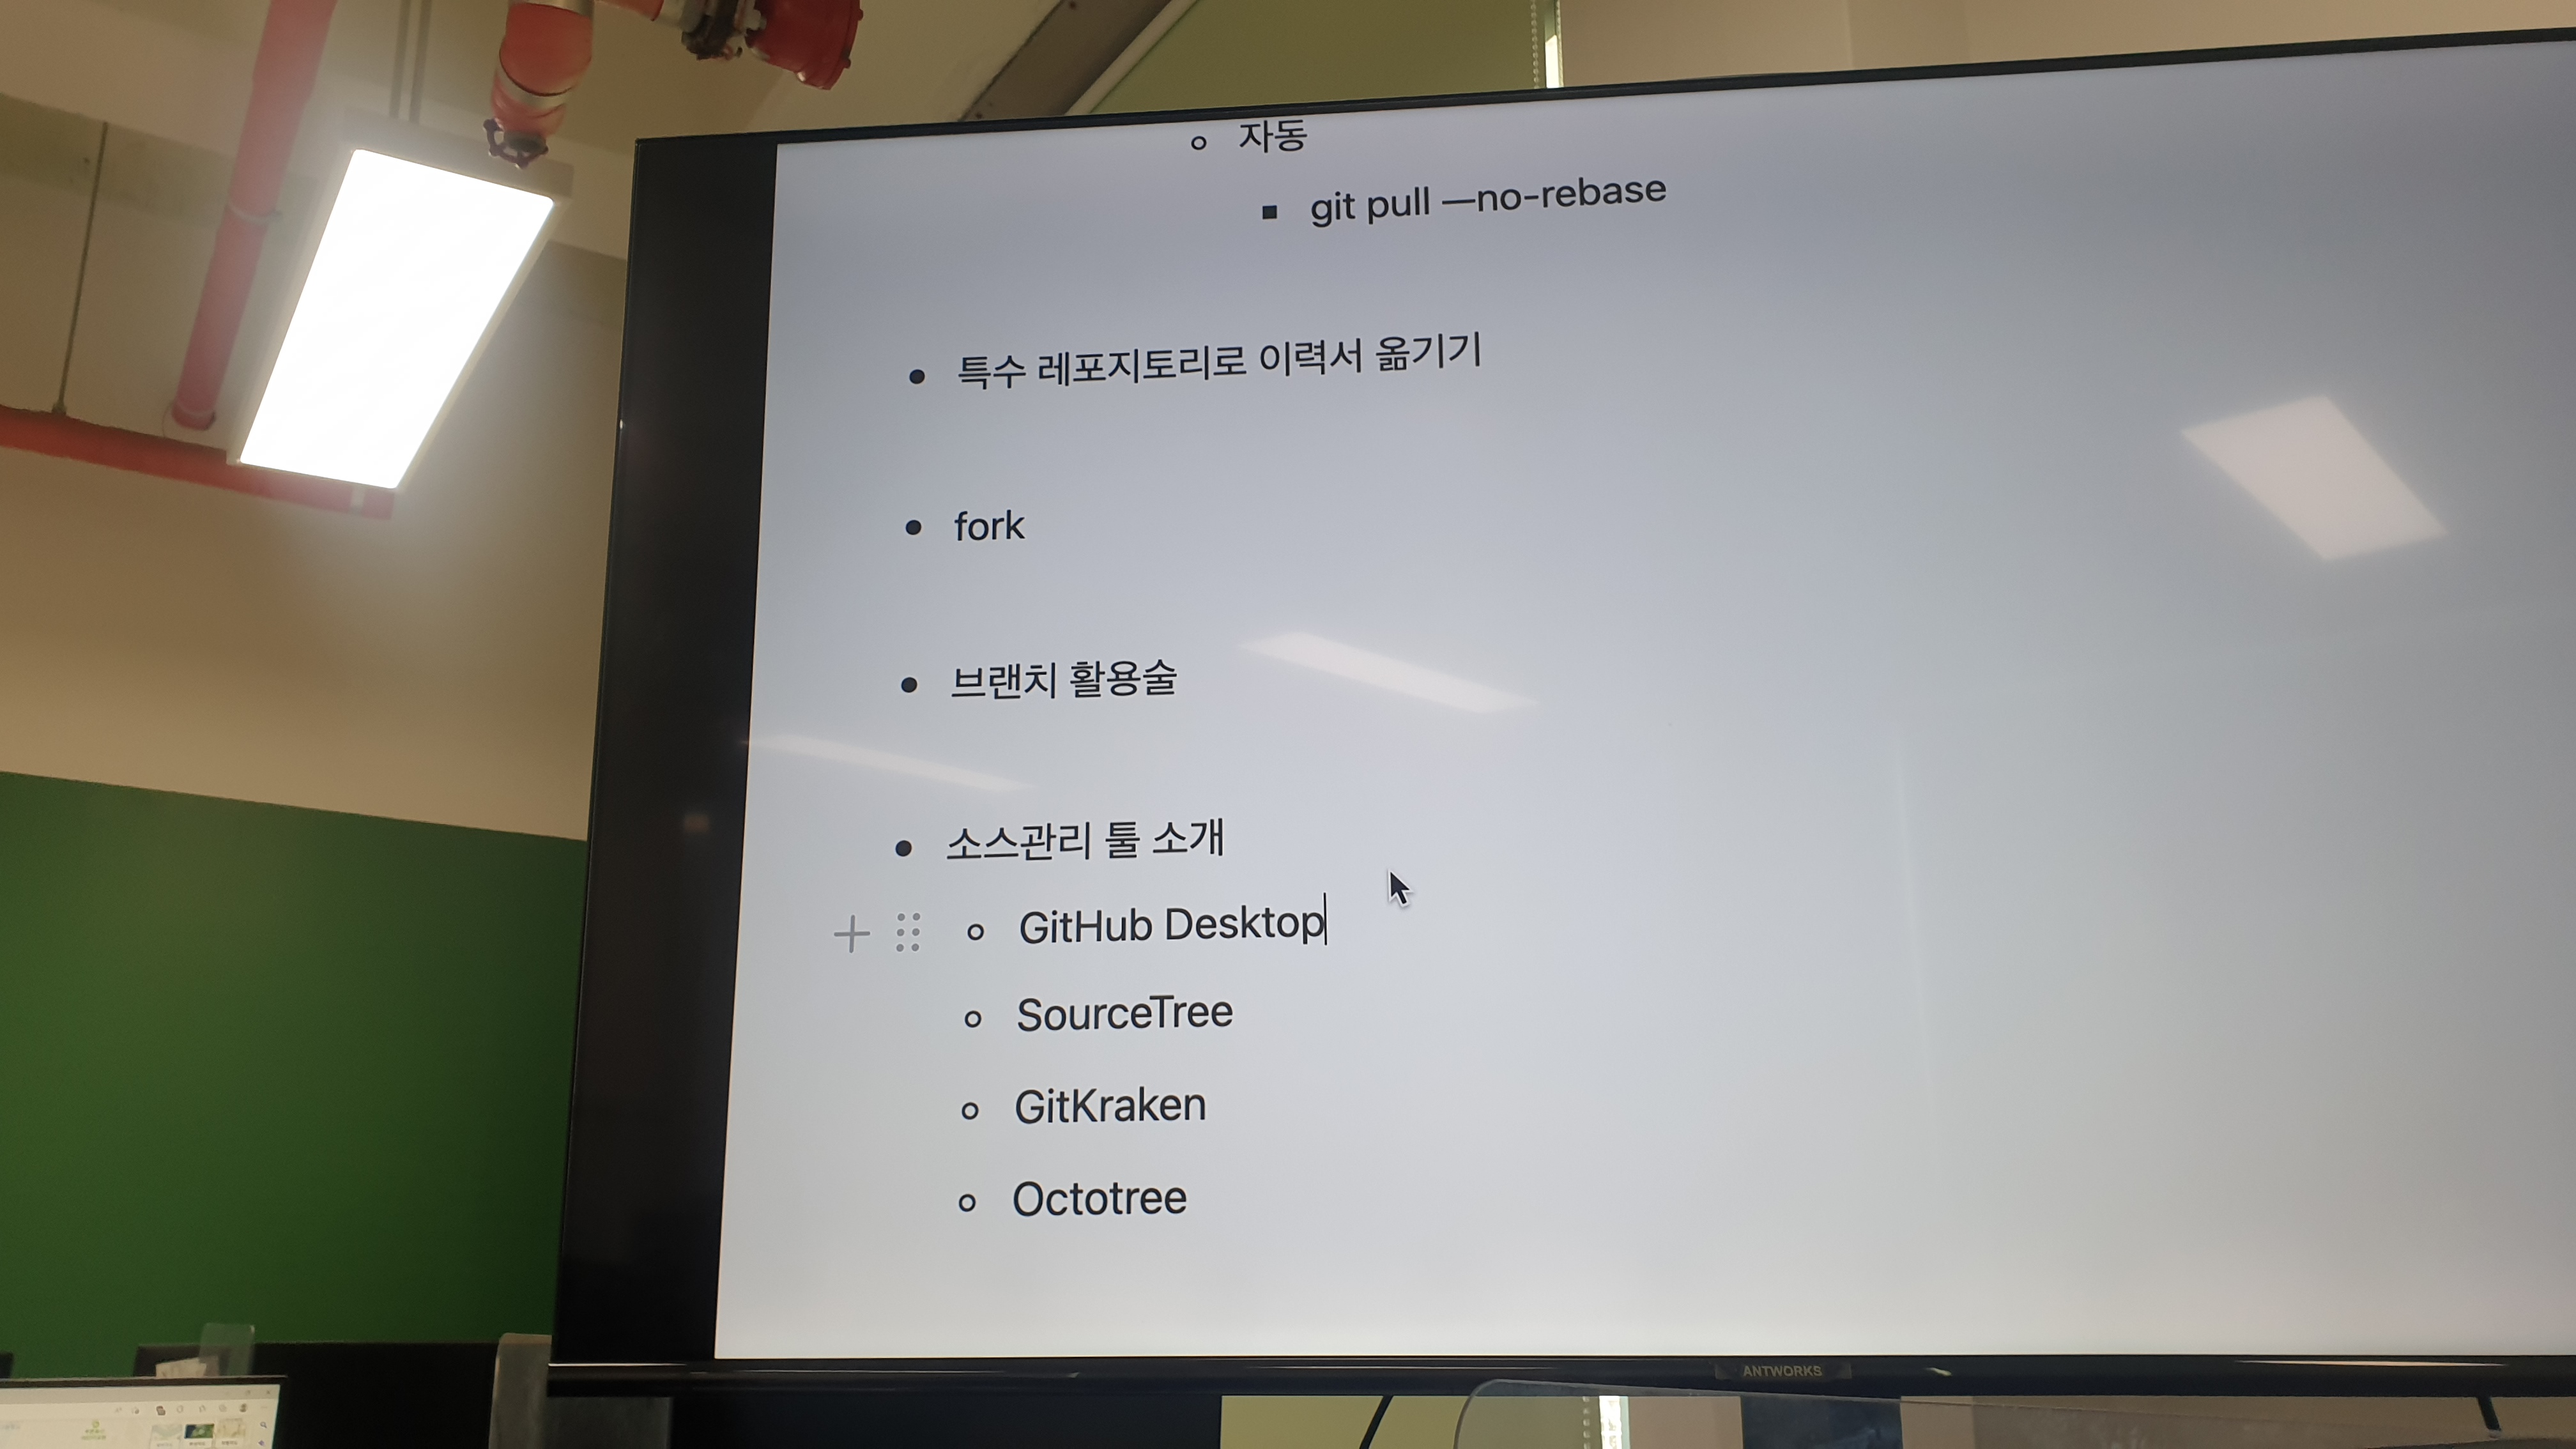 자동
git pull —no-rebase
특수 레포지토리로 이력서 옮기기
fork
브랜치 활용술
소스관리 툴 소개
GitHub Desktop
SourceTree
GitKraken
Octotree
ANTWORKS